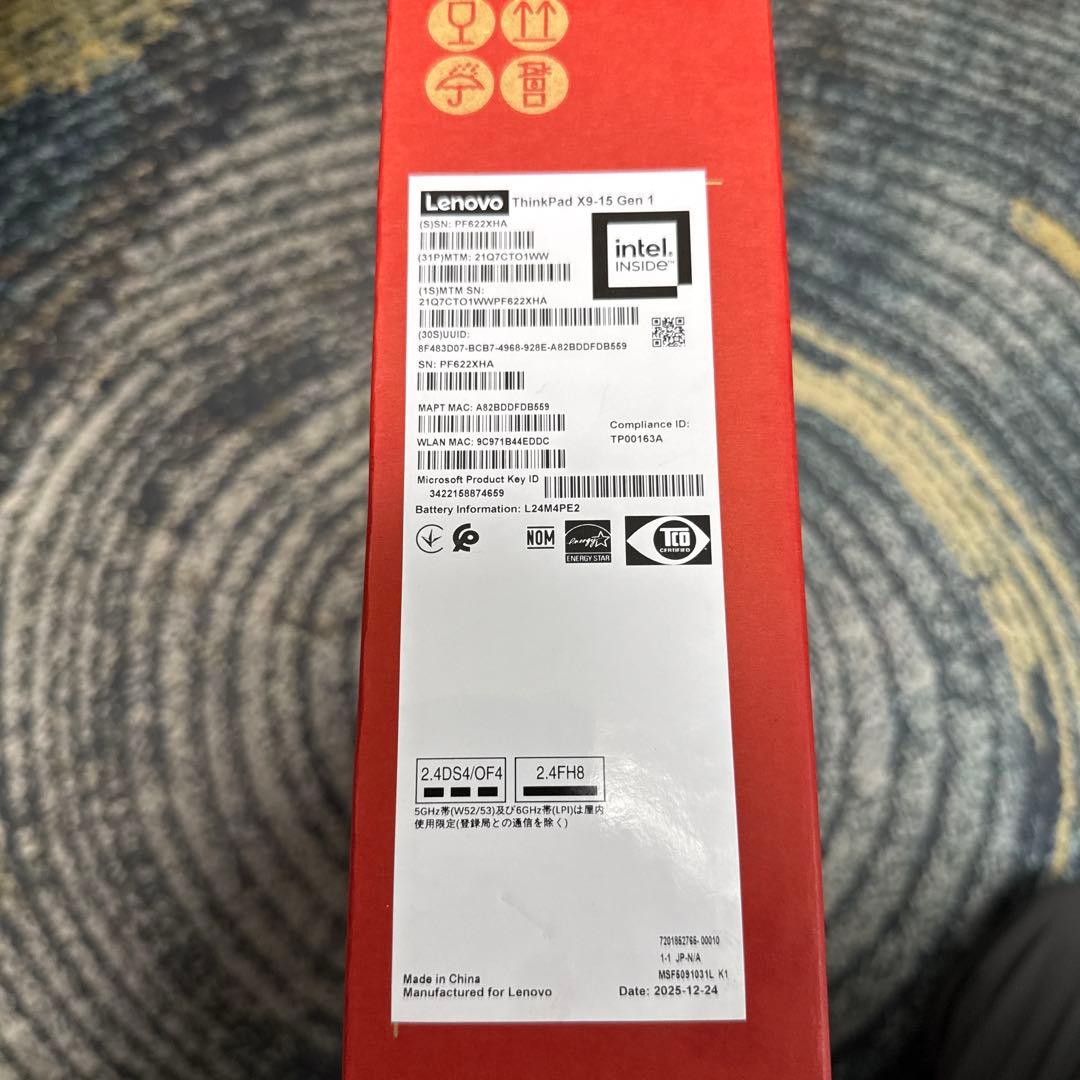 Lenovo ThinkPad X9-15 Gen 1
(S)SN: PF622XHA
(31P)MTM: 21Q7CTO1WW
intel.
INSIDE™
(1S)MTM SN:
21Q7CTO1WWPF622XHA
(30S)UUID:
8F483D07-BCB7-4968-928E-A82BDDFDB559
SN: PF622XHA
MAPT MAC: A82BDDFDB559
WLAN MAC: 9C971B44EDDC
Compliance ID:
TP00163A
Microsoft Product Key ID
3422158874659
Battery Information: L24M4PE2
NOM
energy
ENERGY STAR
TCO
CERTIFIED
2.4DS4/OF4
2.4FH8
5GHz帯(W52/53)及び6GHz帯(LPI)は屋内
使用限定(登録局との通信を除く)
7201852765-00010
1-1 JP-N/A
MSF5091031L K1
Made in China
Manufactured for Lenovo
Date: 2025-12-24